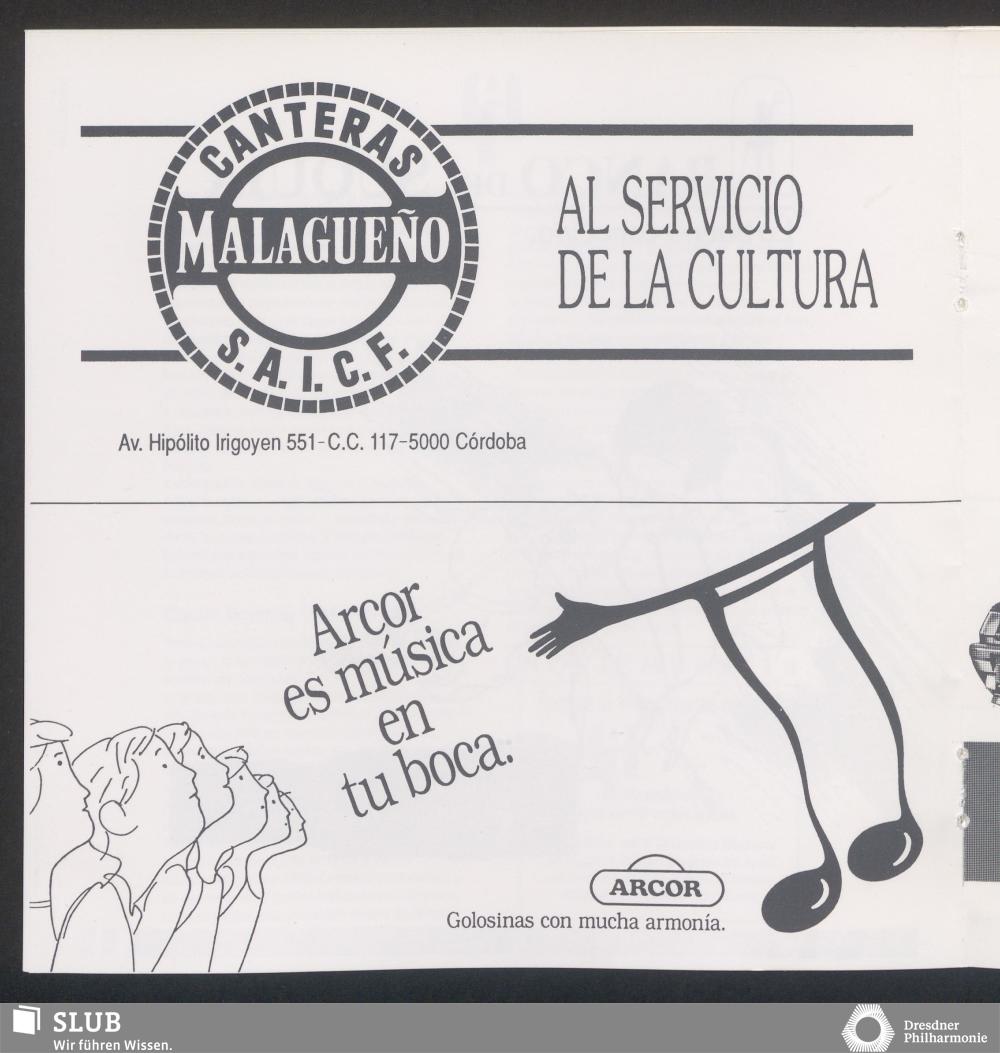 CANTERAS
MALAGUEÑO
S.A.I.C.F.
AL SERVICIO
DE LA CULTURA
Av. Hipólito Irigoyen 551-C.C. 117-5000 Córdoba
Arcor
es música
en
tu boca.
ARCOR
Golosinas con mucha armonía.
SLUB
Wir führen Wissen.
Dresdner
Philharmonie